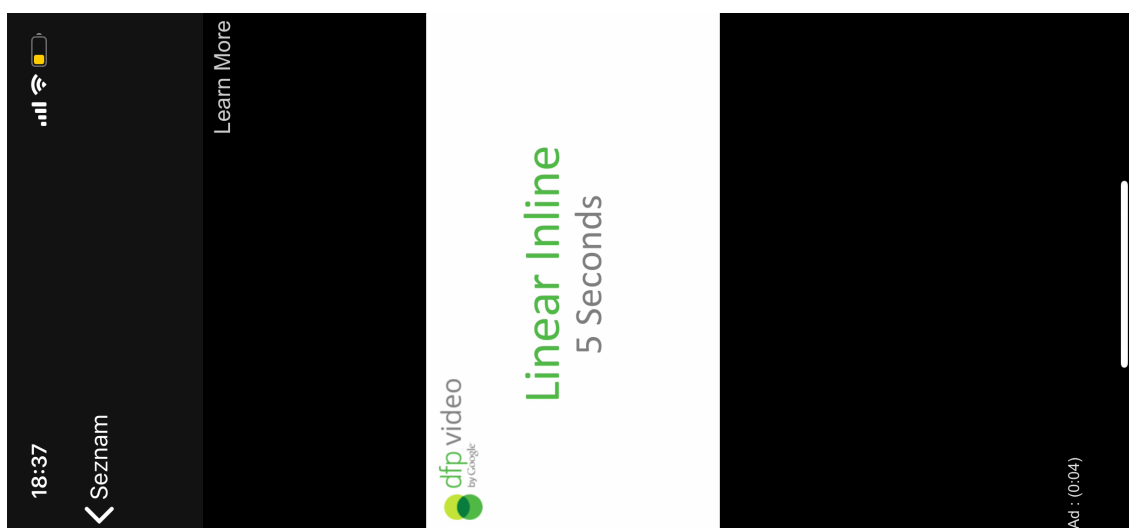 18:37
Seznam
Learn More
dfp video
by Google
Linear Inline
5 Seconds
Ad : (0:04)